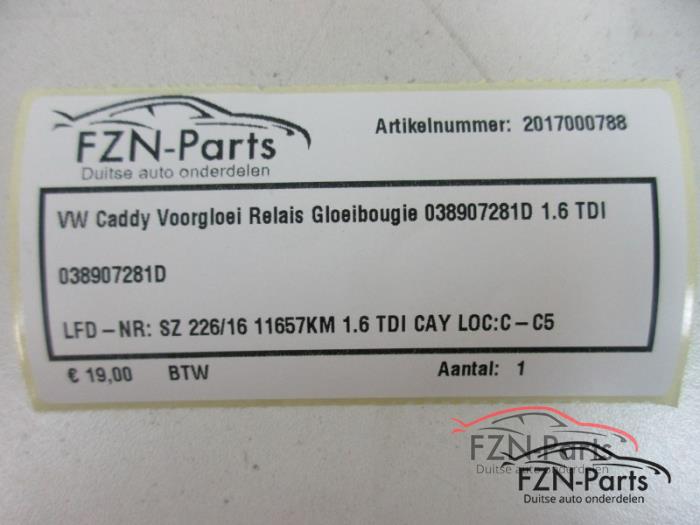 FZN-Parts
Duitse auto onderdelen
Artikelnummer: 2017000788
VW Caddy Voorgloei Relais Gloeibougie 038907281D 1.6 TDI
038907281D
LFD-NR: SZ 226/16 11657KM 1.6 TDI CAY LOC:C-C5
€ 19,00 BTW Aantal: 1
FZN-Parts
Duitse auto onderdelen
FZN-Parts
Duitse auto onderdelen